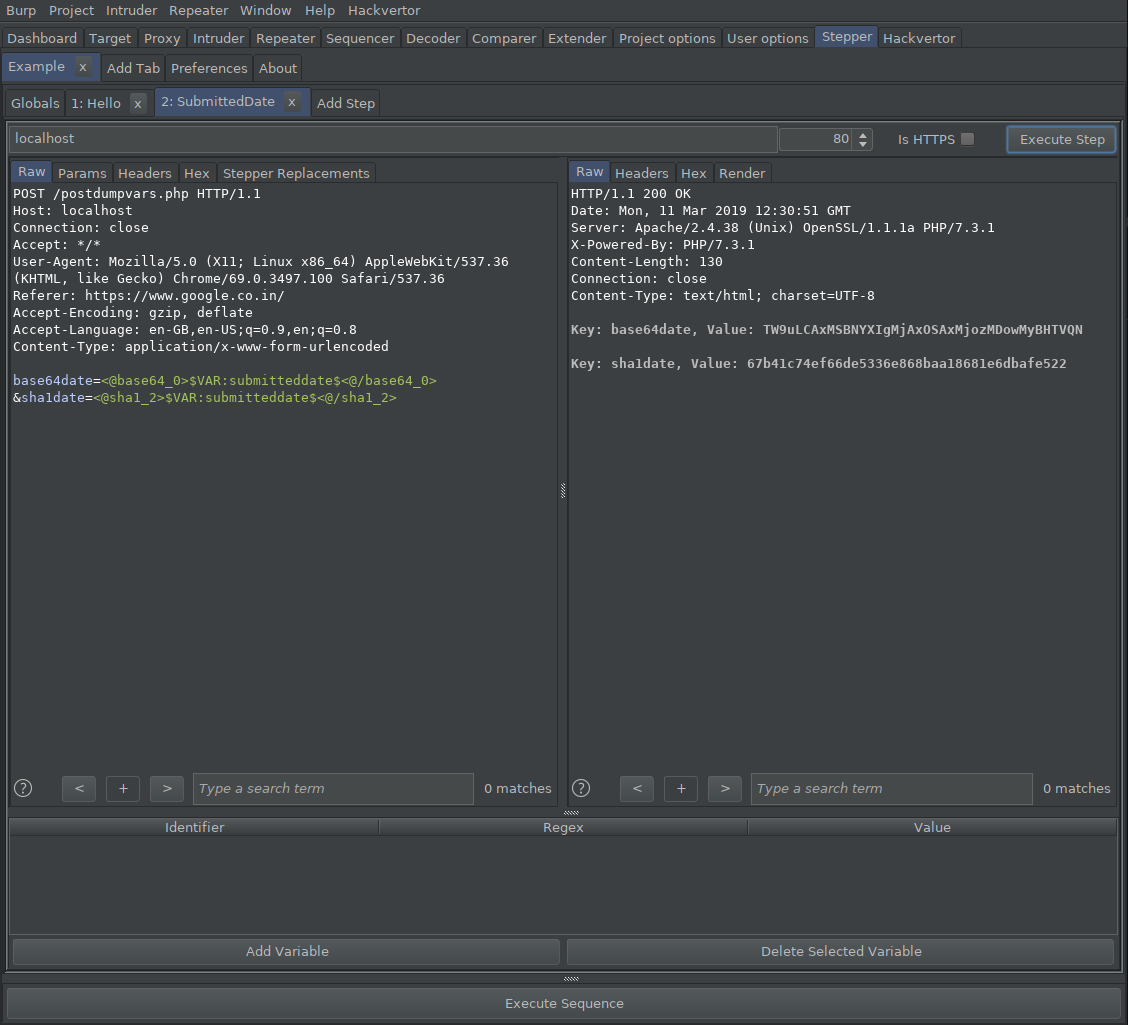 Burp Project Intruder Repeater Window Help Hackvertor
Dashboard Target Proxy Intruder Repeater Sequencer Decoder Comparer Extender Project options User options Stepper Hackvertor
Example x Add Tab Preferences About
Globals 1: Hello x 2: SubmittedDate x Add Step
localhost 80 Is HTTPS Execute Step
Raw Params Headers Hex Stepper Replacements
POST /postdumpvars.php HTTP/1.1
Host: localhost
Connection: close
Accept: */*
User-Agent: Mozilla/5.0 (X11; Linux x86_64) AppleWebKit/537.36
(KHTML, like Gecko) Chrome/69.0.3497.100 Safari/537.36
Referer: https://www.google.co.in/
Accept-Encoding: gzip, deflate
Accept-Language: en-GB,en-US;q=0.9,en;q=0.8
Content-Type: application/x-www-form-urlencoded
base64date=<@base64_0>$VAR:submitteddate$<@/base64_0>
&sha1date=<@sha1_2>$VAR:submitteddate$<@/sha1_2>
? < + > Type a search term 0 matches
Raw Headers Hex Render
HTTP/1.1 200 OK
Date: Mon, 11 Mar 2019 12:30:51 GMT
Server: Apache/2.4.38 (Unix) OpenSSL/1.1.1a PHP/7.3.1
X-Powered-By: PHP/7.3.1
Content-Length: 130
Connection: close
Content-Type: text/html; charset=UTF-8
Key: base64date, Value: TW9uLCAxMSBNYXIgMjAxOSAxMjozMDowMyBHTVQN
Key: sha1date, Value: 67b41c74ef66de5336e868baa18681e6dbafe522
? < + > Type a search term 0 matches
Identifier Regex Value
Add Variable Delete Selected Variable
Execute Sequence